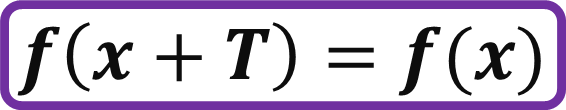 f(x + T) = f(x)